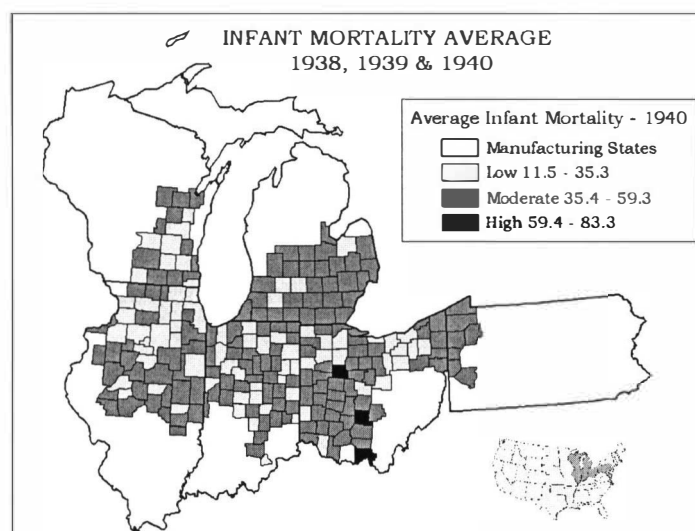 INFANT MORTALITY AVERAGE
1938, 1939 & 1940
Average Infant Mortality - 1940
Manufacturing States
Low 11.5 - 35.3
Moderate 35.4 - 59.3
High 59.4 - 83.3